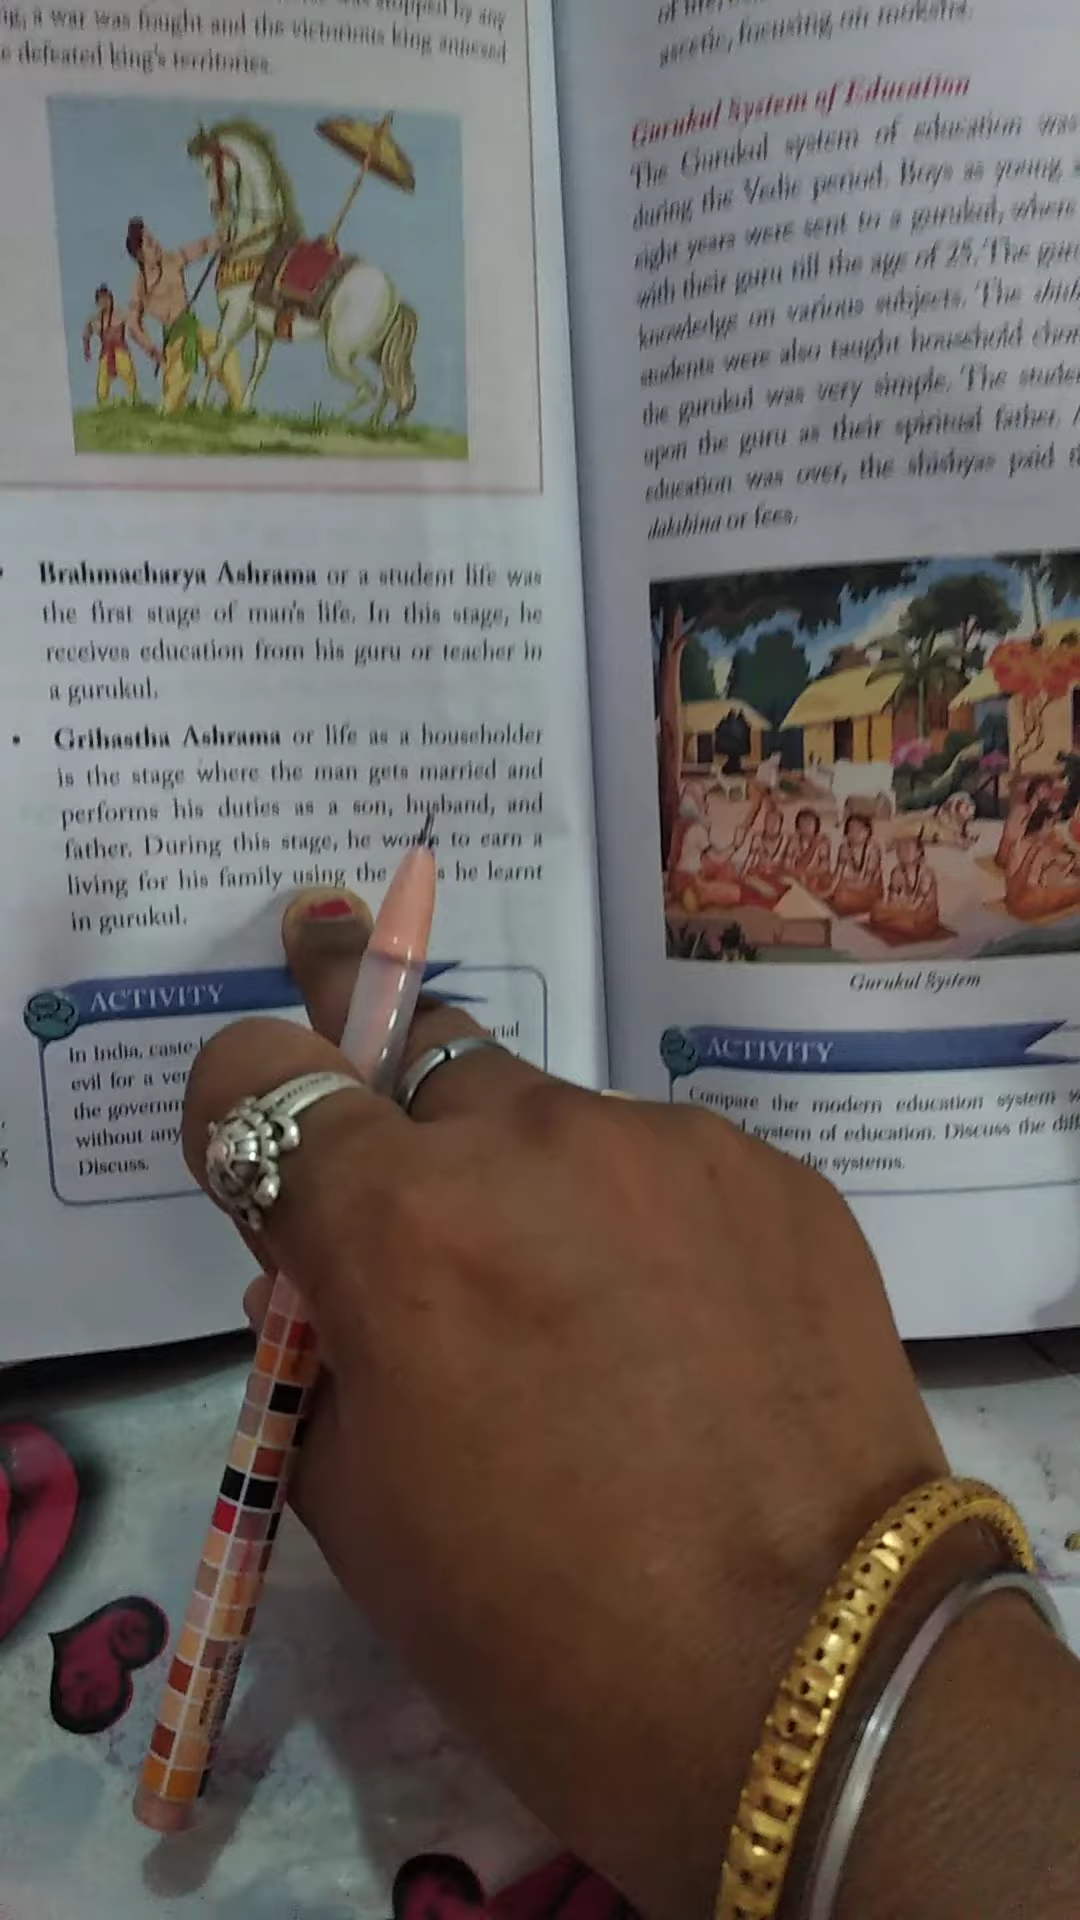 stopped by any
a war was fought and the victorious king annexed
defeated king's territories.
Brahmacharya Ashrama or a student life was
the first stage of man's life. In this stage, he
receives education from his guru or teacher in
a gurukul.
• Grihastha Ashrama or life as a householder
is the stage where the man gets married and
performs his duties as a son, husband, and
father. During this stage, he to earn a
living for his family using the he learnt
in gurukul.
ACTIVITY
In India, caste
evil for a
the
without any
Discuss.
ascetic, focusing on moksha.
Gurukul System of Education
The Gurukul system of education was
during the Vedic period. Boys as young
eight years were sent to a gurukul, where
with their guru till the age of 25. The
knowledge on various subjects. The
students were also taught household
the gurukul was very simple. The
upon the guru as their spiritual father.
education was over, the shishyas paid
dakshina or fees.
Gurukul System
ACTIVITY
Compare the modern education system
system of education. Discuss the
the systems.